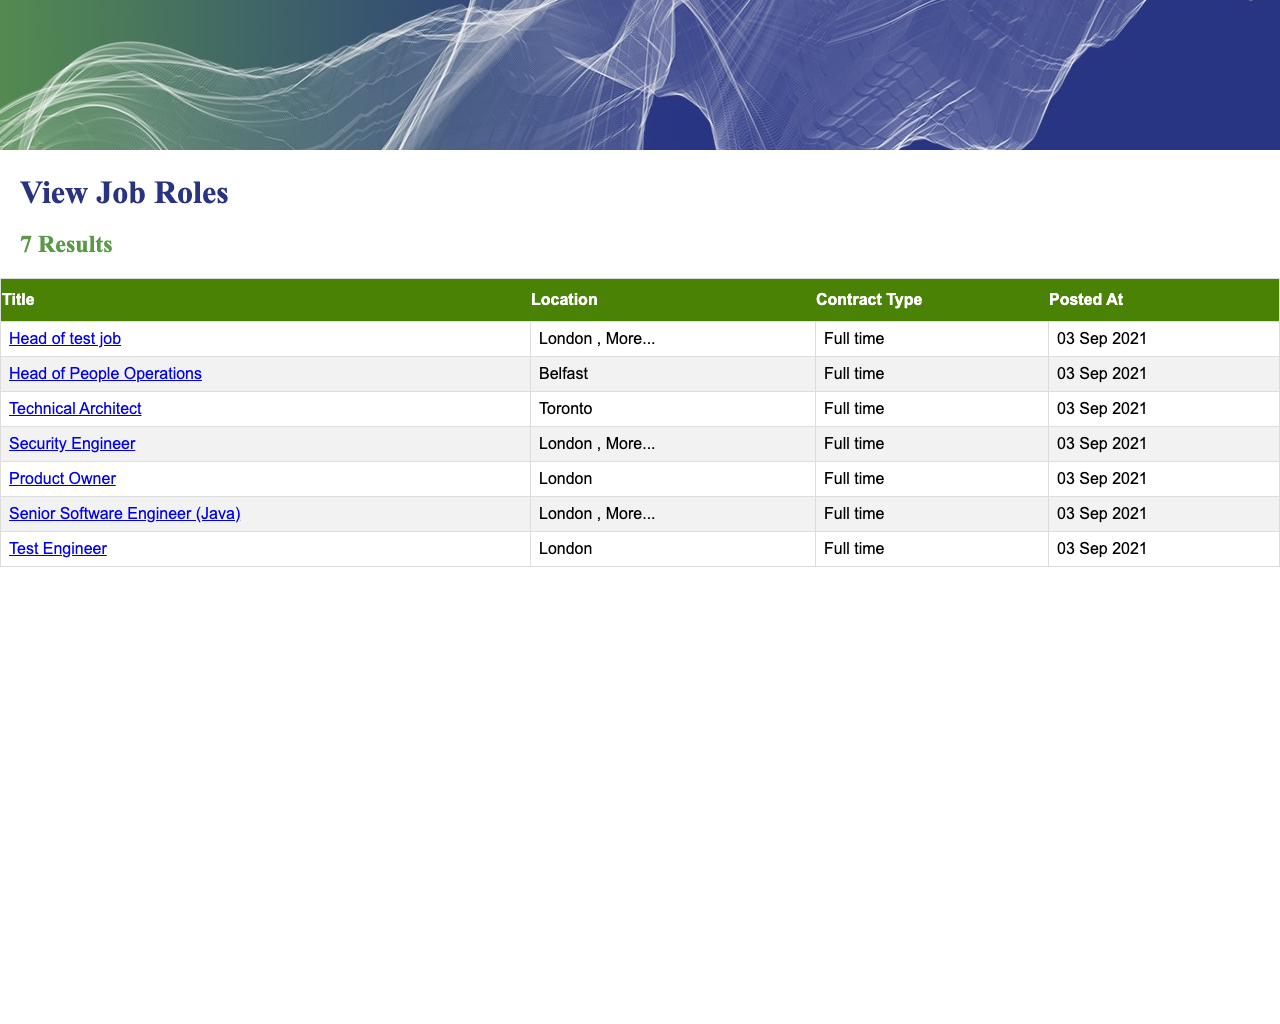 View Job Roles
7 Results
Title Location Contract Type Posted At
Head of test job London , More... Full time 03 Sep 2021
Head of People Operations Belfast Full time 03 Sep 2021
Technical Architect Toronto Full time 03 Sep 2021
Security Engineer London , More... Full time 03 Sep 2021
Product Owner London Full time 03 Sep 2021
Senior Software Engineer (Java) London , More... Full time 03 Sep 2021
Test Engineer London Full time 03 Sep 2021